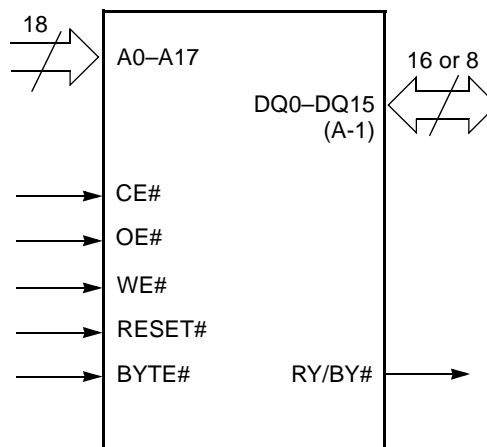 18
A0–A17
16 or 8
DQ0–DQ15
(A-1)
CE#
OE#
WE#
RESET#
BYTE#
RY/BY#